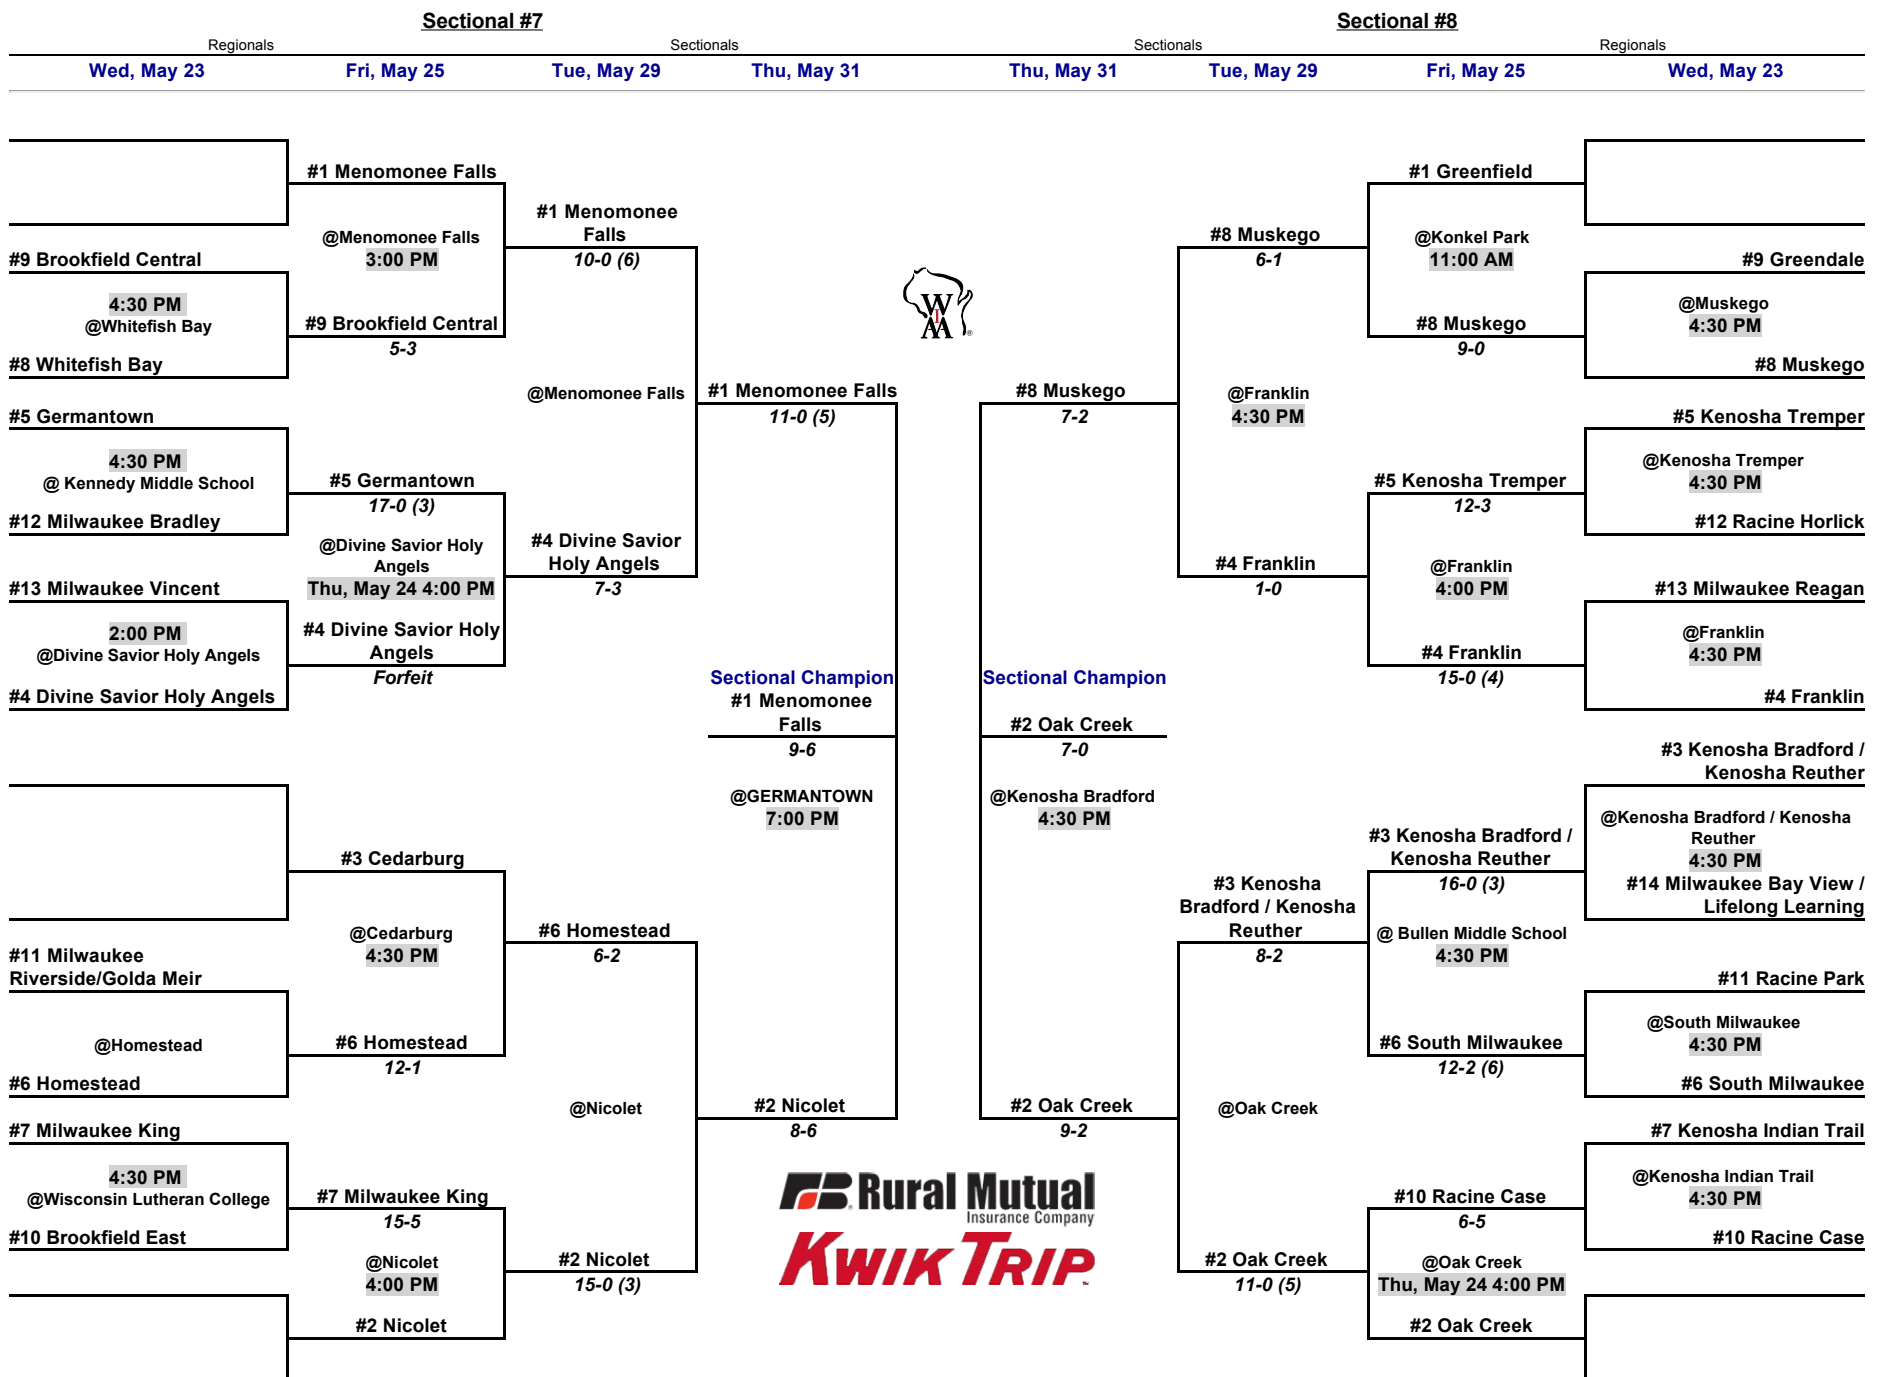 Sectional #7
Sectional #8
Regionals
Sectionals
Sectionals
Regionals
Wed, May 23
Fri, May 25
Tue, May 29
Thu, May 31
Thu, May 31
Tue, May 29
Fri, May 25
Wed, May 23
#9 Brookfield Central
4:30 PM
@Whitefish Bay
#8 Whitefish Bay
#5 Germantown
4:30 PM
@ Kennedy Middle School
#12 Milwaukee Bradley
#13 Milwaukee Vincent
2:00 PM
@Divine Savior Holy Angels
#4 Divine Savior Holy Angels
#11 Milwaukee
Riverside/Golda Meir
@Homestead
#6 Homestead
#7 Milwaukee King
4:30 PM
@Wisconsin Lutheran College
#10 Brookfield East
#1 Menomonee Falls
@Menomonee Falls
3:00 PM
#9 Brookfield Central
5-3
#5 Germantown
17-0 (3)
@Divine Savior Holy
Angels
Thu, May 24 4:00 PM
#4 Divine Savior Holy
Angels
Forfeit
#3 Cedarburg
@Cedarburg
4:30 PM
#6 Homestead
12-1
#7 Milwaukee King
15-5
@Nicolet
4:00 PM
#2 Nicolet
#1 Menomonee
Falls
10-0 (6)
@Menomonee Falls
#4 Divine Savior
Holy Angels
7-3
#6 Homestead
6-2
@Nicolet
#2 Nicolet
15-0 (3)
#1 Menomonee Falls
11-0 (5)
Sectional Champion
#1 Menomonee
Falls
9-6
@GERMANTOWN
7:00 PM
#2 Nicolet
8-6
WIAA
®
Rural Mutual
Insurance Company
KWIK TRIP
#8 Muskego
7-2
Sectional Champion
#2 Oak Creek
7-0
@Kenosha Bradford
4:30 PM
#2 Oak Creek
9-2
#8 Muskego
6-1
@Franklin
4:30 PM
#4 Franklin
1-0
#3 Kenosha
Bradford / Kenosha
Reuther
8-2
@Oak Creek
#2 Oak Creek
11-0 (5)
#1 Greenfield
@Konkel Park
11:00 AM
#8 Muskego
9-0
#5 Kenosha Tremper
12-3
@Franklin
4:00 PM
#4 Franklin
15-0 (4)
#3 Kenosha Bradford /
Kenosha Reuther
16-0 (3)
@ Bullen Middle School
4:30 PM
#6 South Milwaukee
12-2 (6)
#10 Racine Case
6-5
@Oak Creek
Thu, May 24 4:00 PM
#2 Oak Creek
#9 Greendale
@Muskego
4:30 PM
#8 Muskego
#5 Kenosha Tremper
@Kenosha Tremper
4:30 PM
#12 Racine Horlick
#13 Milwaukee Reagan
@Franklin
4:30 PM
#4 Franklin
#3 Kenosha Bradford /
Kenosha Reuther
@Kenosha Bradford / Kenosha
Reuther
4:30 PM
#14 Milwaukee Bay View /
Lifelong Learning
#11 Racine Park
@South Milwaukee
4:30 PM
#6 South Milwaukee
#7 Kenosha Indian Trail
@Kenosha Indian Trail
4:30 PM
#10 Racine Case